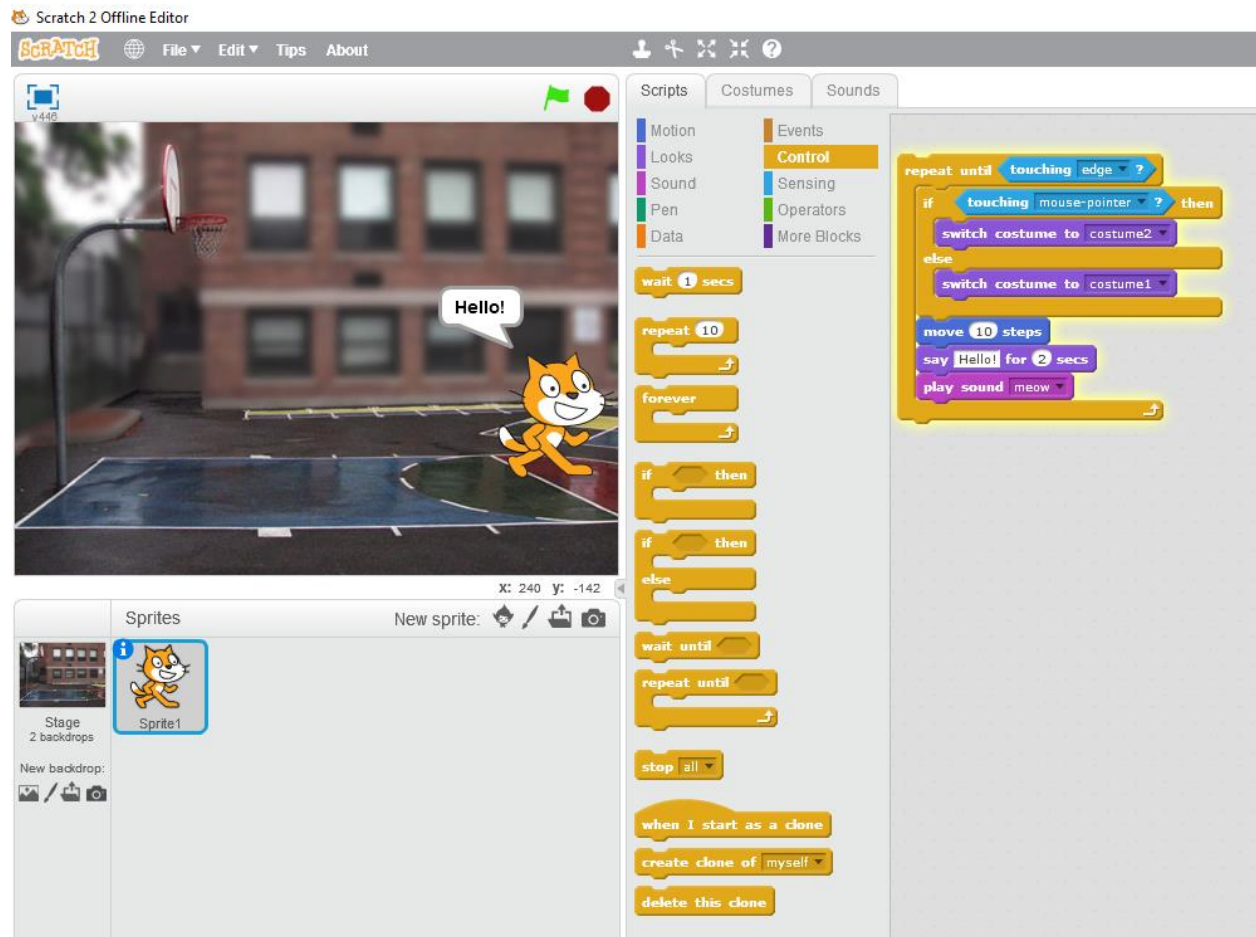 Scratch 2 Offline Editor
SCRATCH File Edit Tips About
v446
Hello!
X: 240 y: -142
Sprites New sprite:
Stage
2 backdrops
Sprite1
New backdrop:
Scripts Costumes Sounds
Motion Events
Looks Control
Sound Sensing
Pen Operators
Data More Blocks
wait 1 secs
repeat 10
forever
if then
if then
else
wait until
repeat until
stop all
when I start as a clone
create clone of myself
delete this clone
repeat until touching edge ?
if touching mouse-pointer ? then
switch costume to costume2
else
switch costume to costume1
move 10 steps
say Hello! for 2 secs
play sound meow